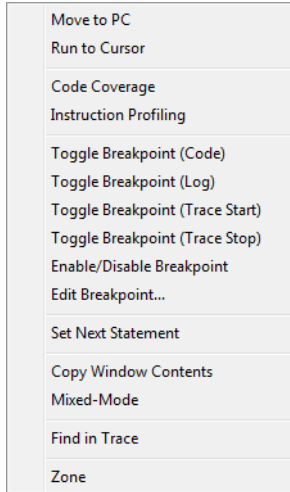 Move to PC
Run to Cursor
Code Coverage
Instruction Profiling
Toggle Breakpoint (Code)
Toggle Breakpoint (Log)
Toggle Breakpoint (Trace Start)
Toggle Breakpoint (Trace Stop)
Enable/Disable Breakpoint
Edit Breakpoint...
Set Next Statement
Copy Window Contents
Mixed-Mode
Find in Trace
Zone